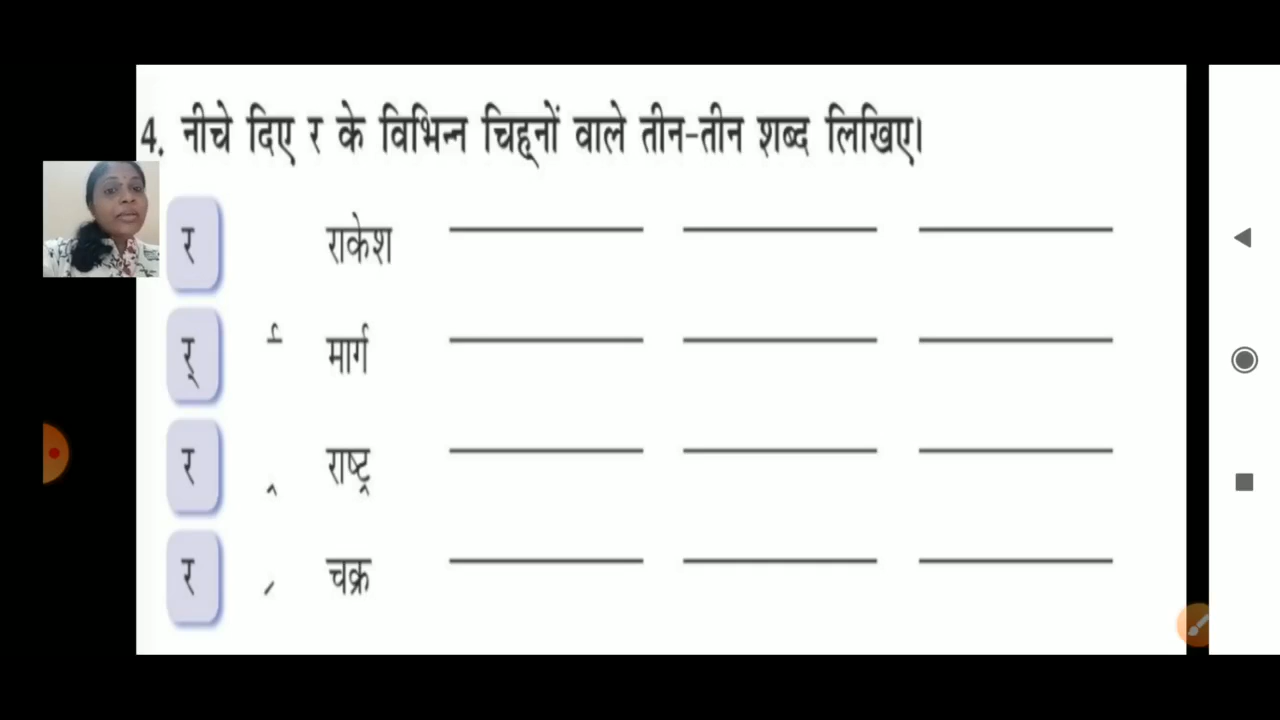 4. नीचे दिए र के विभिन्न चिह्नों वाले तीन-तीन शब्द लिखिए।
र राकेश
र् र्‍ मार्ग
र ्र राष्ट्र
र ्र चक्र